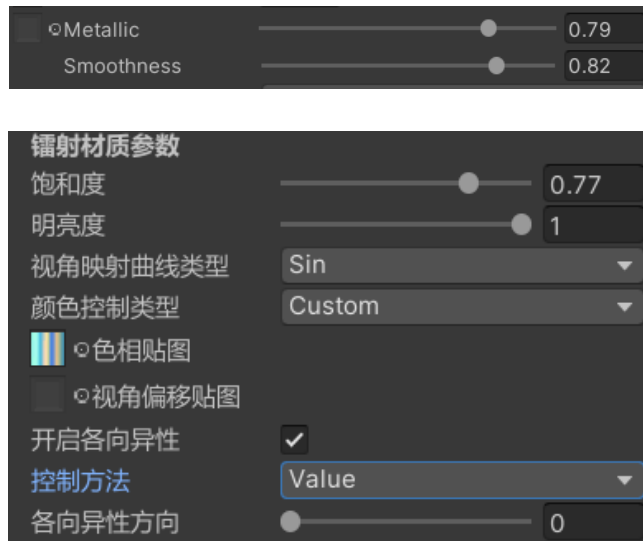 Metallic 0.79
Smoothness 0.82
镭射材质参数
饱和度 0.77
明亮度 1
视角映射曲线类型 Sin
颜色控制类型 Custom
色相贴图
视角偏移贴图
开启各向异性
控制方法 Value
各向异性方向 0